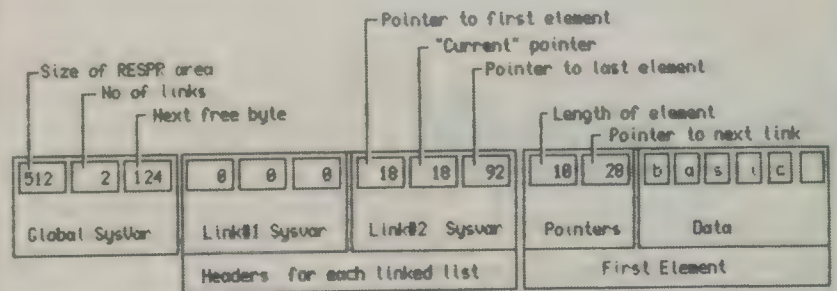 Pointer to first element
"Current" pointer
Size of RESPR area
Pointer to last element
No of links
Length of element
Next free byte
Pointer to next link
512 2 124 0 0 0 18 18 92 10 28 b a s i c
Global SysVar Link#1 Sysvar Link#2 Sysvar Pointers Data
Headers for each linked list First Element